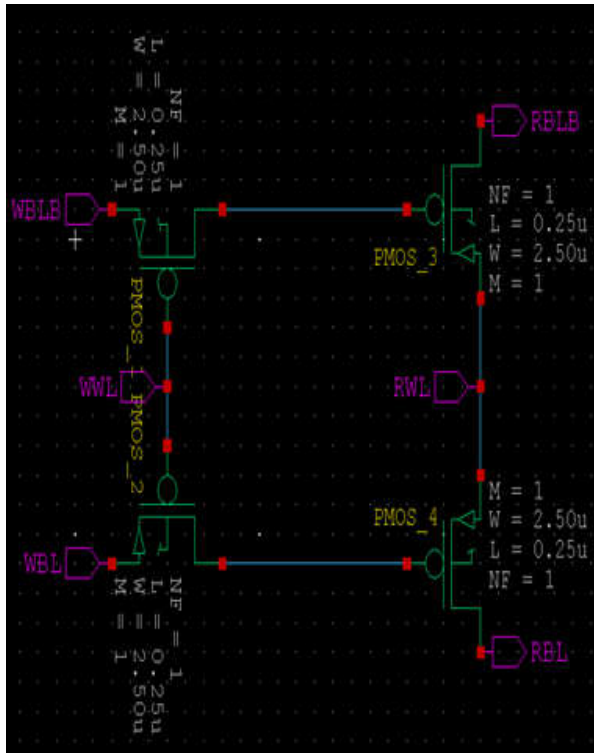 L = 0.25u
W = 2.50u
NF = 1
M = 1
RBLB
WBLB
NF = 1
L = 0.25u
W = 2.50u
M = 1
PMOS_3
PMOS_1
WWL
RWL
PMOS_2
PMOS_4
M = 1
W = 2.50u
L = 0.25u
NF = 1
WBL
RBL
NF = 1
L = 0.25u
W = 2.50u
M = 1